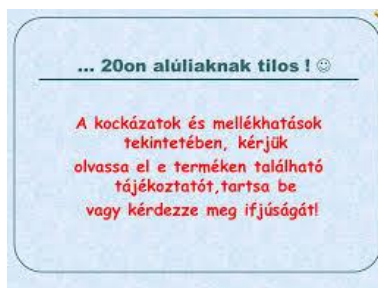 ... 20on alúliaknak tilos ! ☺
A kockázatok és mellékhatások
tekintetében, kérjük
olvassa el e terméken található
tájékoztatót,tartsa be
vagy kérdezze meg ifjúságát!